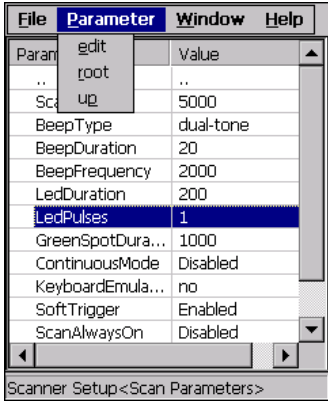 File Parameter Window Help
edit
root
up
Param Value
.. ..
Sca 5000
BeepType dual-tone
BeepDuration 20
BeepFrequency 2000
LedDuration 200
LedPulses 1
GreenSpotDura... 1000
ContinuousMode Disabled
KeyboardEmula... no
SoftTrigger Enabled
ScanAlwaysOn Disabled
Scanner Setup<Scan Parameters>